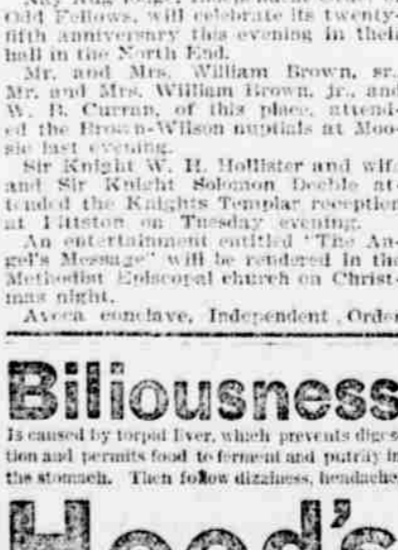 Nay Aug lodge, Independent Order of
Odd Fellows, will celebrate its twenty-
fifth anniversary this evening in their
hall in the North End.
Mr. and Mrs. William Brown, sr.,
Mr. and Mrs. William Brown, jr., and
W. B. Curran, of this place, attend-
ed the Brown-Wilson nuptials at Moo-
sic last evening.
Sir Knight W. H. Hollister and wife
and Sir Knight Solomon Deeble at-
tended the Knights Templar reception
at Pittston on Tuesday evening.
An entertainment entitled "The An-
gel's Message" will be rendered in the
Methodist Episcopal church on Christ-
mas night.
Avoca conclave, Independent Order
Biliousness
Is caused by torpid liver, which prevents diges-
tion and permits food to ferment and putrify in
the stomach. Then follow dizziness, headache
Hood's